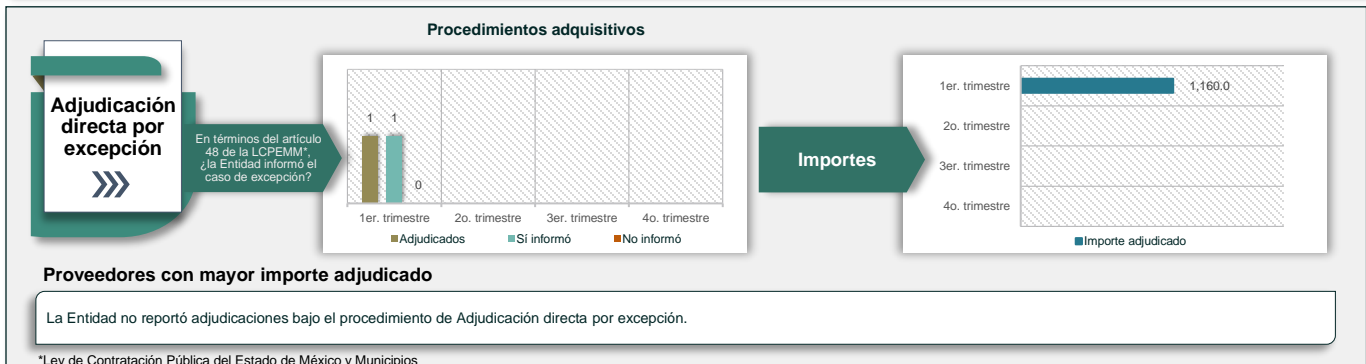 Procedimientos adquisitivos
Adjudicación
directa por
excepción
En términos del artículo
48 de la LCPEMM*,
¿la Entidad informó el
caso de excepción?
1 1
0
1er. trimestre 2o. trimestre 3er. trimestre 4o. trimestre
Adjudicados Sí informó No informó
Importes
1er. trimestre 1,160.0
2o. trimestre
3er. trimestre
4o. trimestre
Importe adjudicado
Proveedores con mayor importe adjudicado
La Entidad no reportó adjudicaciones bajo el procedimiento de Adjudicación directa por excepción.
*Ley de Contratación Pública del Estado de México y Municipios